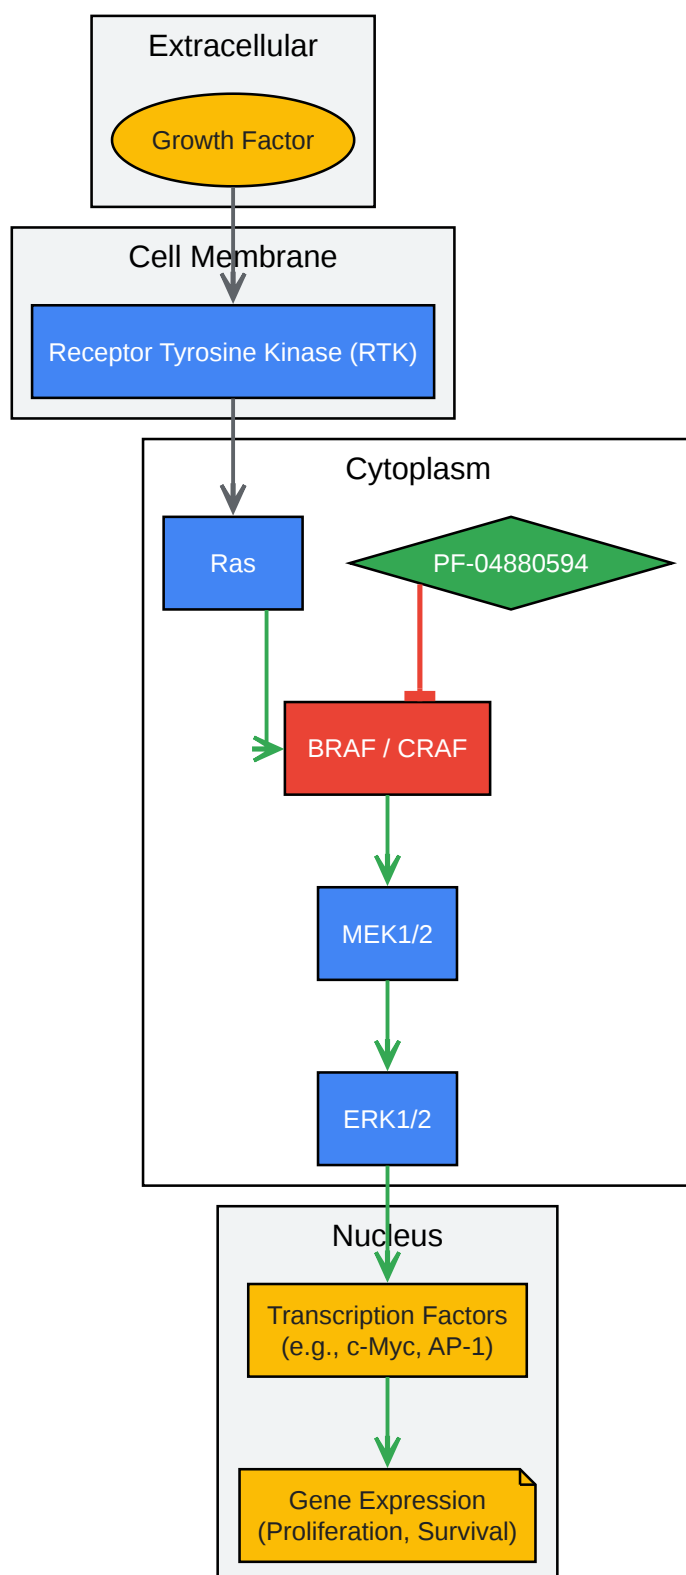 Extracellular
Growth Factor
Cell Membrane
Receptor Tyrosine Kinase (RTK)
Cytoplasm
Ras
PF-04880594
BRAF / CRAF
MEK1/2
ERK1/2
Nucleus
Transcription Factors
(e.g., c-Myc, AP-1)
Gene Expression
(Proliferation, Survival)